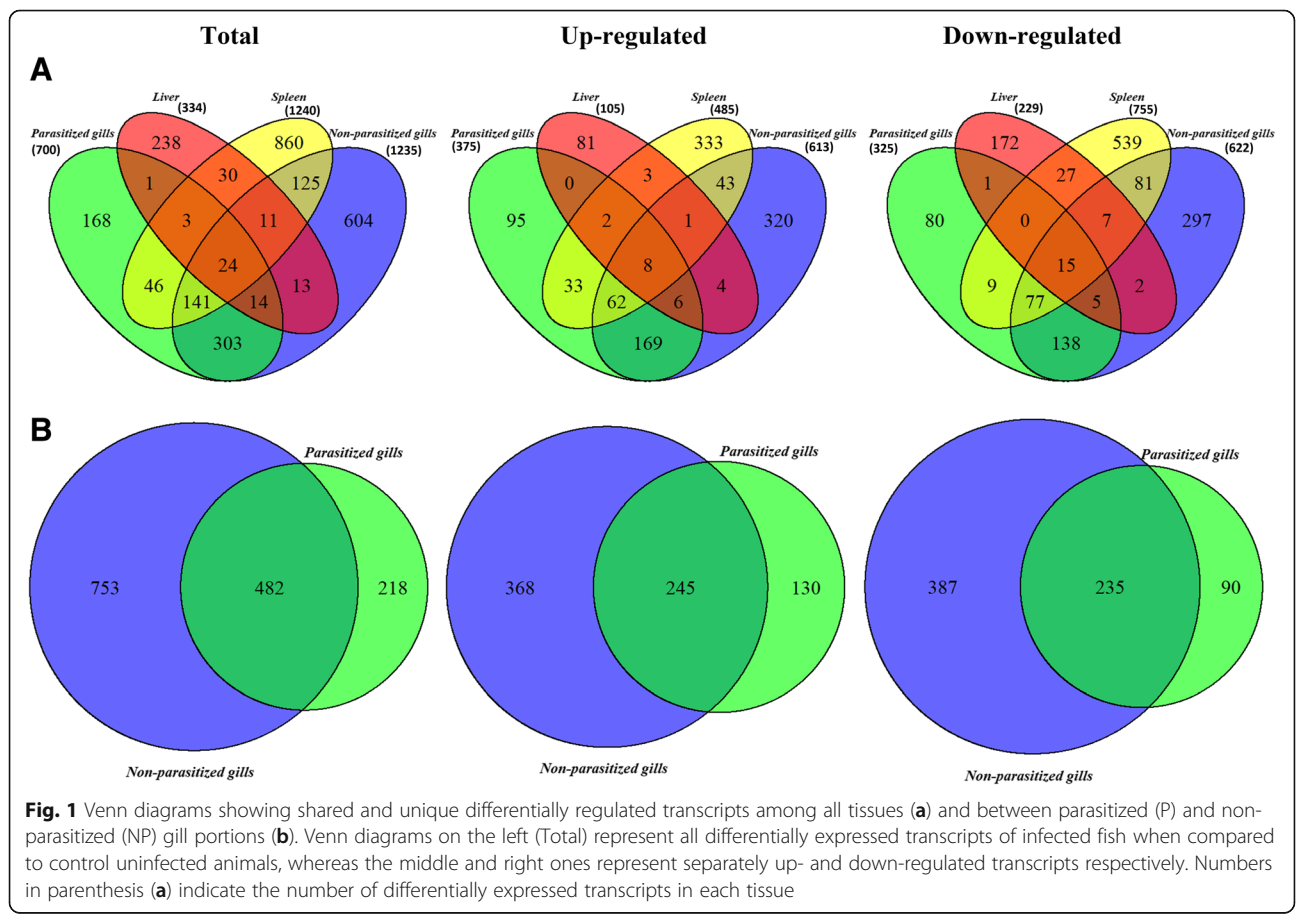 Total
Up-regulated
Down-regulated
A
Liver
(334)
Spleen
(1240)
Parasitized gills
(700)
Non-parasitized gills
(1235)
238
860
30
125
1
168
3
11
604
24
46
13
141
14
303
Liver
(105)
Spleen
(485)
Parasitized gills
(375)
Non-parasitized gills
(613)
81
333
3
43
0
95
2
1
320
8
33
4
62
6
169
Liver
(229)
Spleen
(755)
Parasitized gills
(325)
Non-parasitized gills
(622)
172
539
27
81
1
80
0
7
297
15
9
2
77
5
138
B
Parasitized gills
753
482
218
Non-parasitized gills
Parasitized gills
368
245
130
Non-parasitized gills
Parasitized gills
387
235
90
Non-parasitized gills
Fig. 1 Venn diagrams showing shared and unique differentially regulated transcripts among all tissues (a) and between parasitized (P) and non-
parasitized (NP) gill portions (b). Venn diagrams on the left (Total) represent all differentially expressed transcripts of infected fish when compared
to control uninfected animals, whereas the middle and right ones represent separately up- and down-regulated transcripts respectively. Numbers
in parenthesis (a) indicate the number of differentially expressed transcripts in each tissue